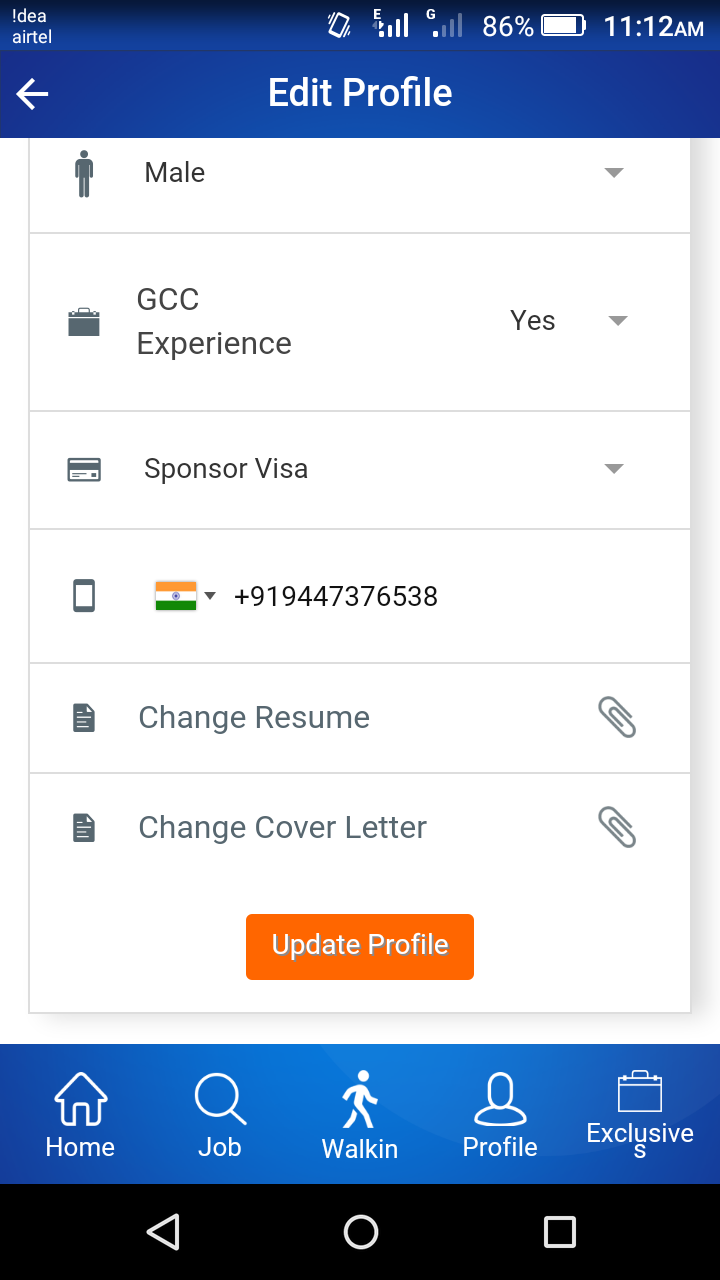 !dea
airtel
E
G
86%
11:12AM
Edit Profile
Male
GCC
Experience
Yes
Sponsor Visa
+919447376538
Change Resume
Change Cover Letter
Update Profile
Home
Job
Walkin
Profile
Exclusive
s